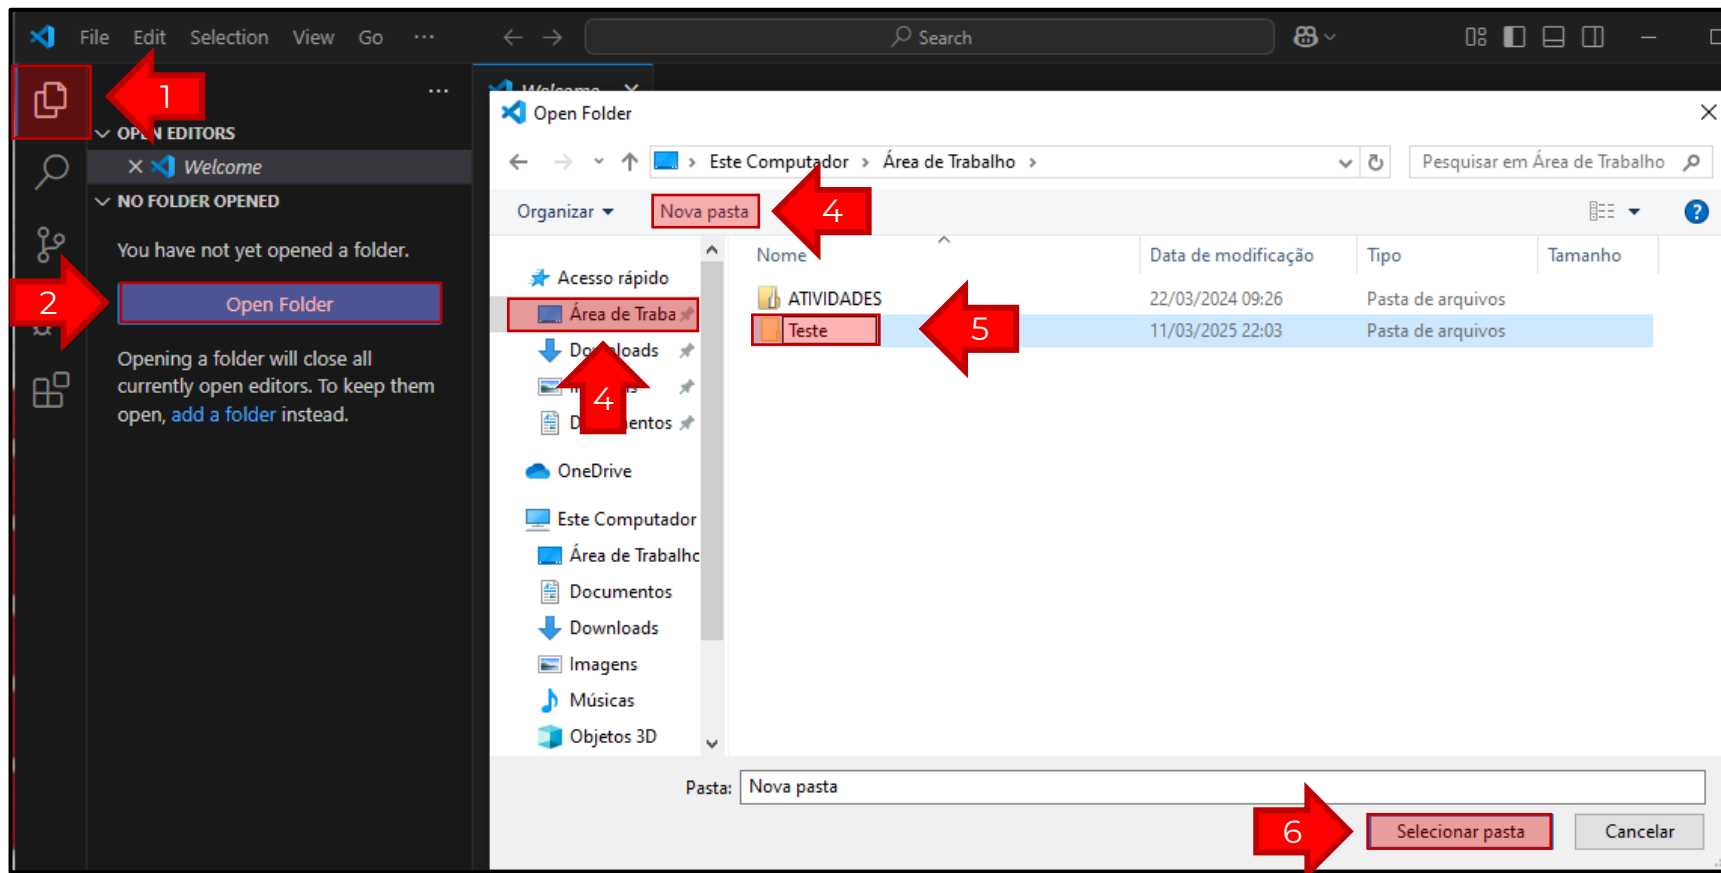 File Edit Selection View Go ···
Search
1
Welcome
OPEN EDITORS
Welcome
NO FOLDER OPENED
You have not yet opened a folder.
2
Open Folder
Opening a folder will close all
currently open editors. To keep them
open, add a folder instead.
Open Folder
Este Computador > Área de Trabalho >
Pesquisar em Área de Trabalho
Organizar
Nova pasta
4
Nome
Data de modificação
Tipo
Tamanho
ATIVIDADES
22/03/2024 09:26
Pasta de arquivos
Teste
5
11/03/2025 22:03
Pasta de arquivos
Acesso rápido
Área de Traba
Downloads
4
OneDrive
Este Computador
Área de Trabalho
Documentos
Downloads
Imagens
Músicas
Objetos 3D
Pasta:
Nova pasta
6
Selecionar pasta
Cancelar